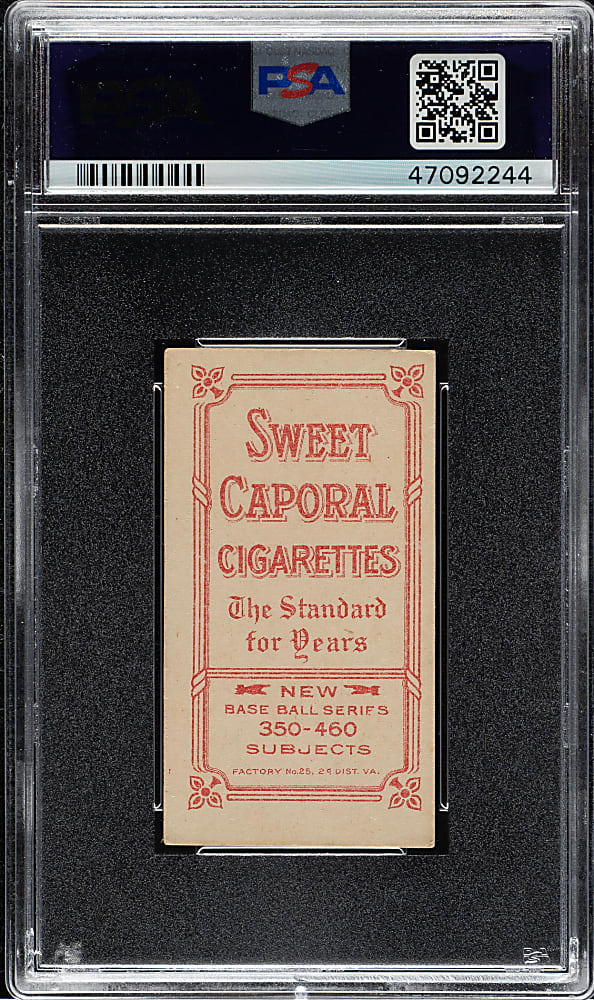 PSA
47092244
SWEET
CAPORAL
CIGARETTES
The Standard
for Years
NEW
BASE BALL SERIES
350-460
SUBJECTS
FACTORY No. 25, 2d DIST. VA.